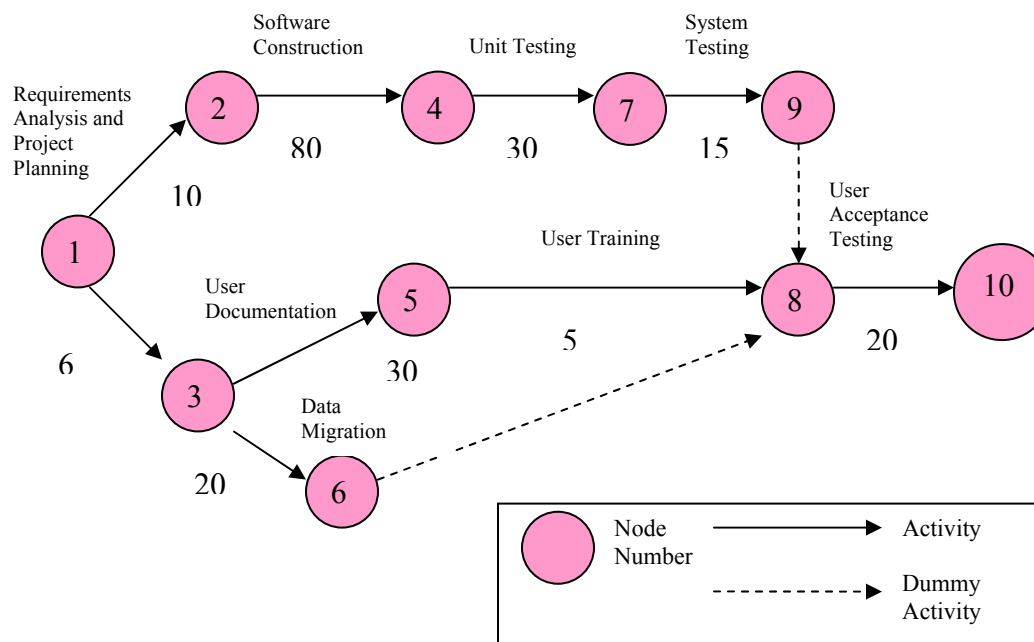 Software
Construction
Unit Testing
System
Testing
Requirements
Analysis and
Project
Planning
2
4
7
9
80
30
15
10
1
User
Acceptance
Testing
User Training
User
Documentation
5
8
10
6
30
5
20
3
Data
Migration
20
6
Node
Number
Activity
Dummy
Activity